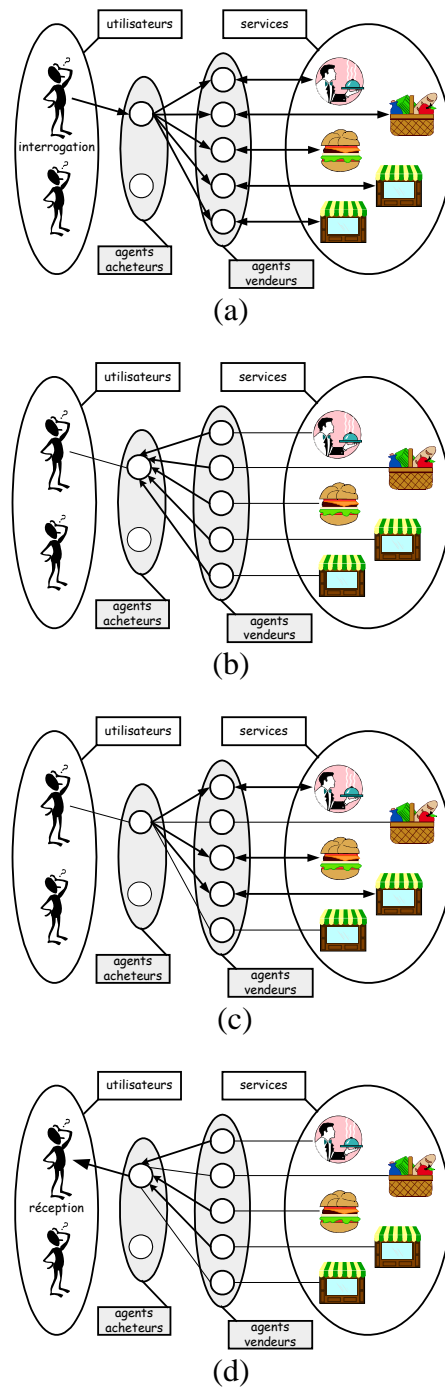 utilisateurs
services
?
interrogation
?
agents
acheteurs
agents
vendeurs
(a)
utilisateurs
services
?
?
agents
acheteurs
agents
vendeurs
(b)
utilisateurs
services
?
?
agents
acheteurs
agents
vendeurs
(c)
utilisateurs
services
?
réception
?
agents
acheteurs
agents
vendeurs
(d)